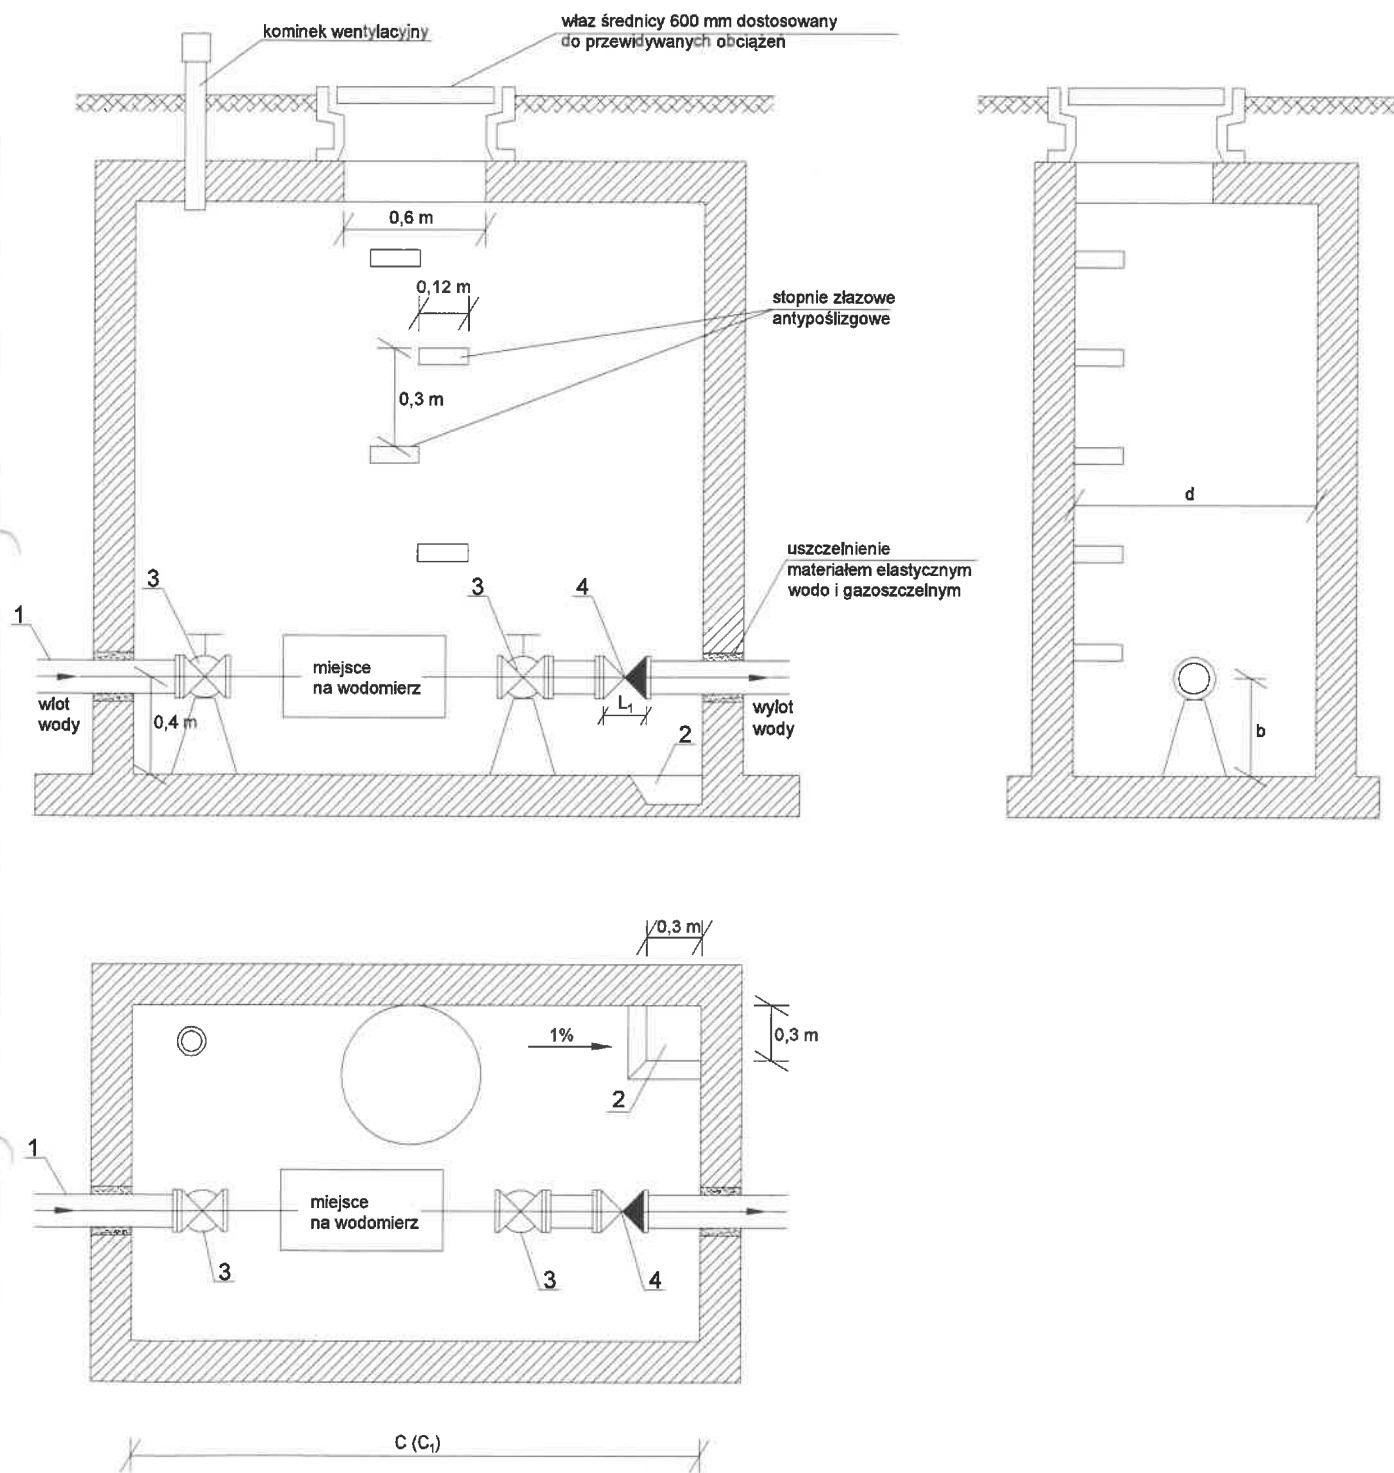 kominek wentylacyjny
właz średnicy 600 mm dostosowany
do przewidywanych obciążeń
0,6 m
0,12 m
stopnie złazowe
antypoślizgowe
0,3 m
d
uszczelnienie
materiałem elastycznym
wodo i gazoszczelnym
3
3
4
1
miejsce
na wodomierz
wlot
wody
0,4 m
L₁
wylot
wody
2
b
0,3 m
1%
0,3 m
2
1
miejsce
na wodomierz
3
3
4
C (C₁)